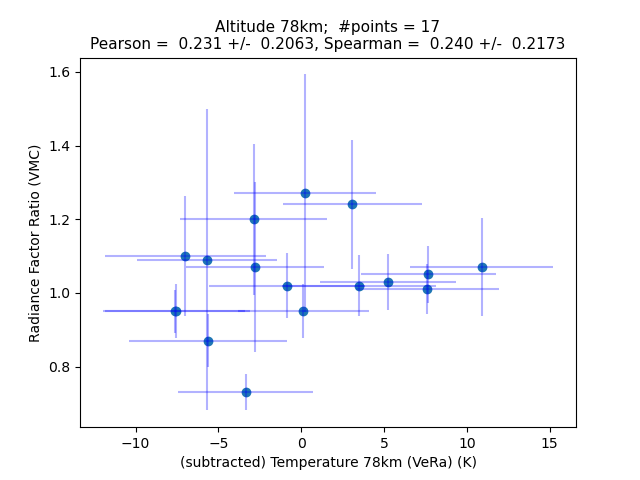 Altitude 78km;  #points = 17
Pearson =  0.231 +/-  0.2063, Spearman =  0.240 +/-  0.2173
1.6
1.4
1.2
1.0
0.8
Radiance Factor Ratio (VMC)
−10
−5
0
5
10
15
(subtracted) Temperature 78km (VeRa) (K)